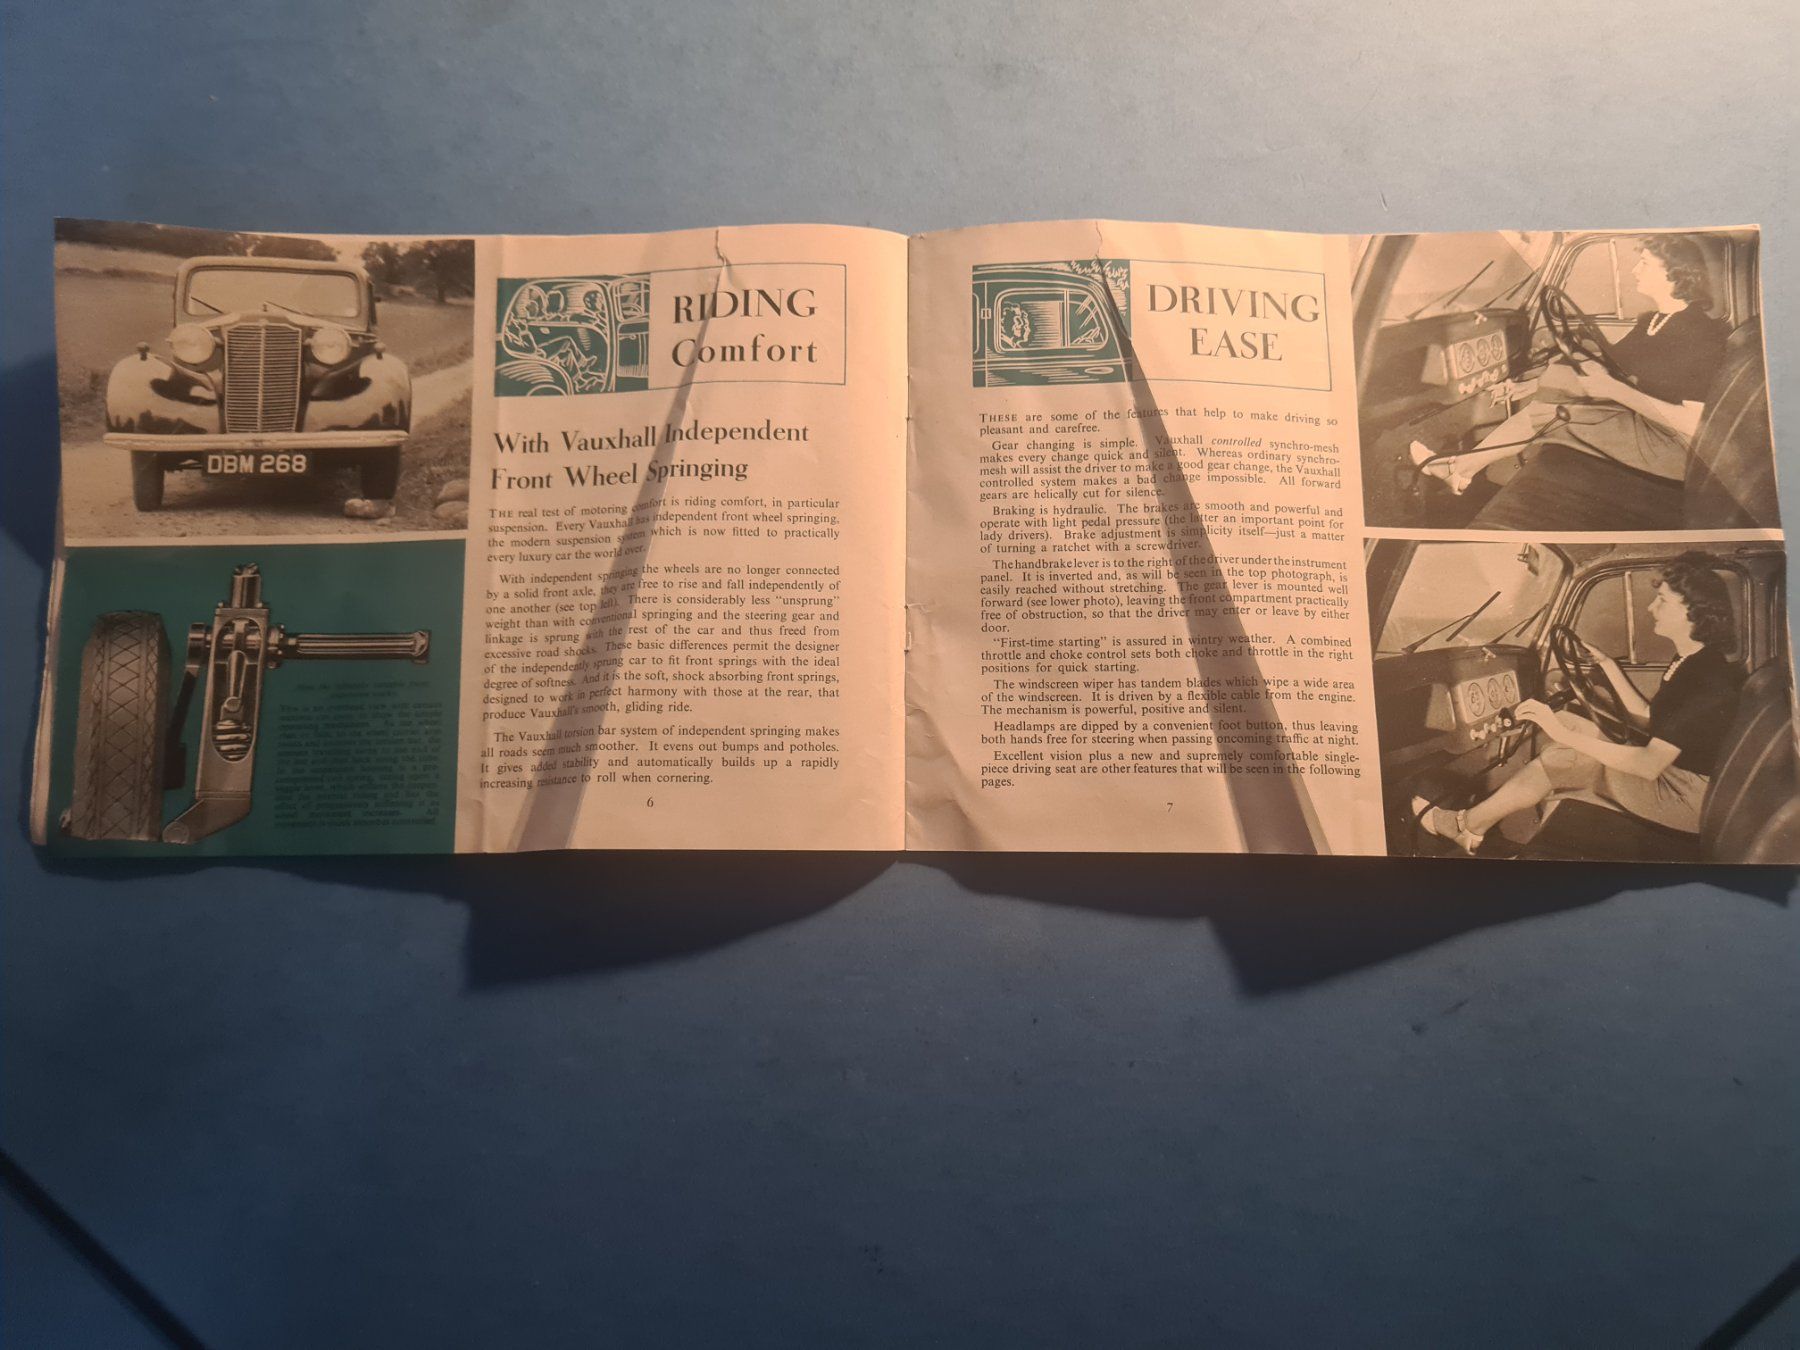 DBM 268
RIDING
Comfort
With Vauxhall Independent
Front Wheel Springing
THE real test of motoring comfort is riding comfort, in particular
suspension. Every Vauxhall has independent front wheel springing,
the modern suspension system which is now fitted to practically
every luxury car the world over.
With independent springing the wheels are no longer connected
by a solid front axle, they are free to rise and fall independently of
one another (see top left). There is considerably less "unsprung"
weight than with conventional springing and the steering gear and
linkage is sprung with the rest of the car and thus freed from
excessive road shocks. These basic differences permit the designer
of the independently sprung car to fit front springs with the ideal
degree of softness. And it is the soft, shock absorbing front springs,
designed to work in perfect harmony with those at the rear, that
produce Vauxhall's smooth, gliding ride.
The Vauxhall torsion bar system of independent springing makes
all roads seem much smoother. It evens out bumps and potholes.
It gives added stability and automatically builds up a rapidly
increasing resistance to roll when cornering.
6
DRIVING
EASE
THESE are some of the features that help to make driving so
pleasant and carefree.
Gear changing is simple. Vauxhall controlled synchro-mesh
makes every change quick and silent. Whereas ordinary synchro-
mesh will assist the driver to make a good gear change, the Vauxhall
controlled system makes a bad change impossible. All forward
gears are helically cut for silence.
Braking is hydraulic. The brakes are smooth and powerful and
operate with light pedal pressure (the latter an important point for
lady drivers). Brake adjustment is simplicity itself—just a matter
of turning a ratchet with a screwdriver.
The handbrake lever is to the right of the driver under the instrument
panel. It is inverted and, as will be seen in the top photograph, is
easily reached without stretching. The gear lever is mounted well
forward (see lower photo), leaving the front compartment practically
free of obstruction, so that the driver may enter or leave by either
door.
"First-time starting" is assured in wintry weather. A combined
throttle and choke control sets both choke and throttle in the right
positions for quick starting.
The windscreen wiper has tandem blades which wipe a wide area
of the windscreen. It is driven by a flexible cable from the engine.
The mechanism is powerful, positive and silent.
Headlamps are dipped by a convenient foot button, thus leaving
both hands free for steering when passing oncoming traffic at night.
Excellent vision plus a new and supremely comfortable single-
piece driving seat are other features that will be seen in the following
pages.
7